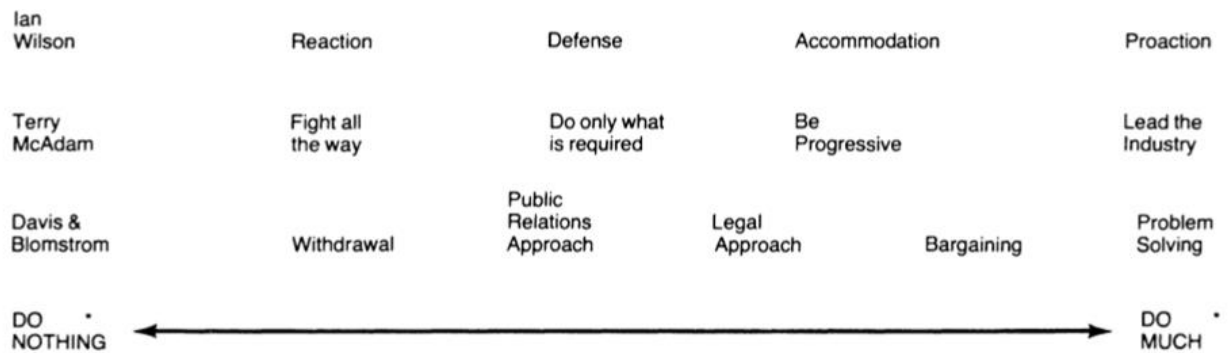 Ian
Wilson Reaction Defense Accommodation Proaction
Terry Fight all Do only what Be Lead the
McAdam the way is required Progressive Industry
Public
Davis & Relations Legal Problem
Blomstrom Withdrawal Approach Approach Bargaining Solving
DO DO
NOTHING MUCH